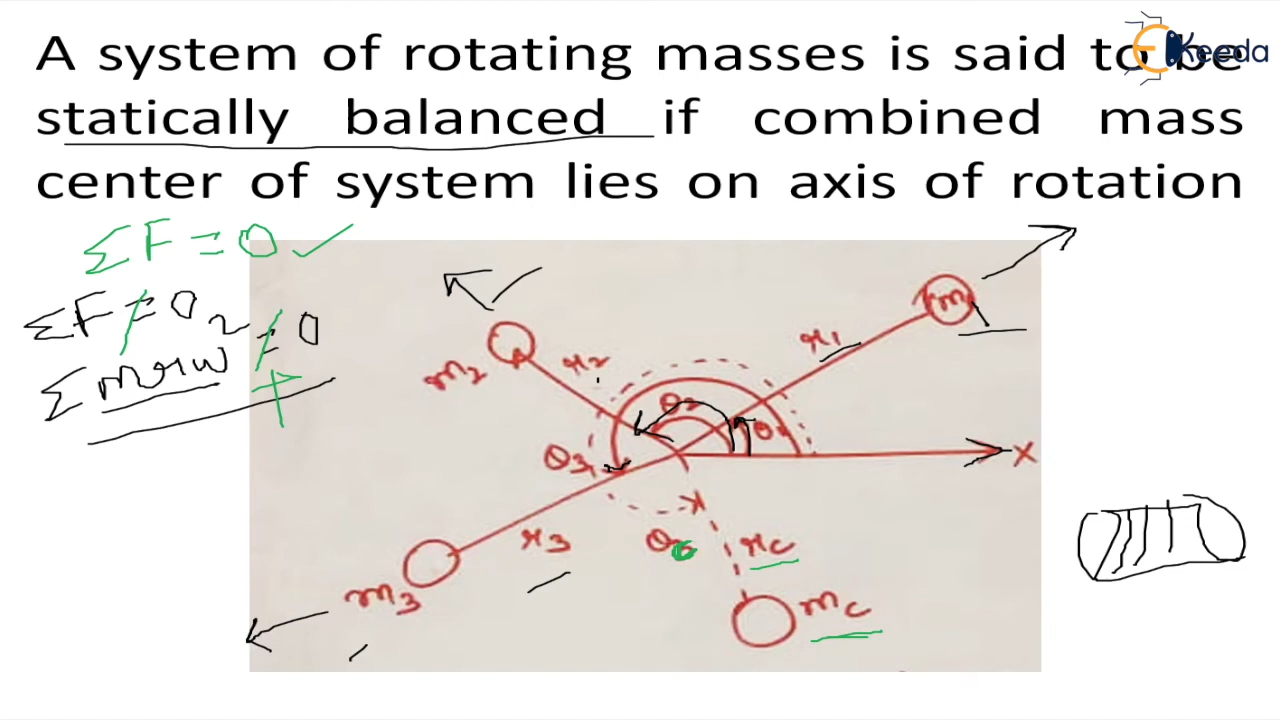 A system of rotating masses is said to be
statically balanced if combined mass
center of system lies on axis of rotation
Keeda
ΣF = 0 ✓
ΣF ≠ 0
Σmrω² ≠ 0
m₁
r₁
m₂
r₂
θ₂
θ₁
x
θ₃
r₃
m₃
θc
rc
mc